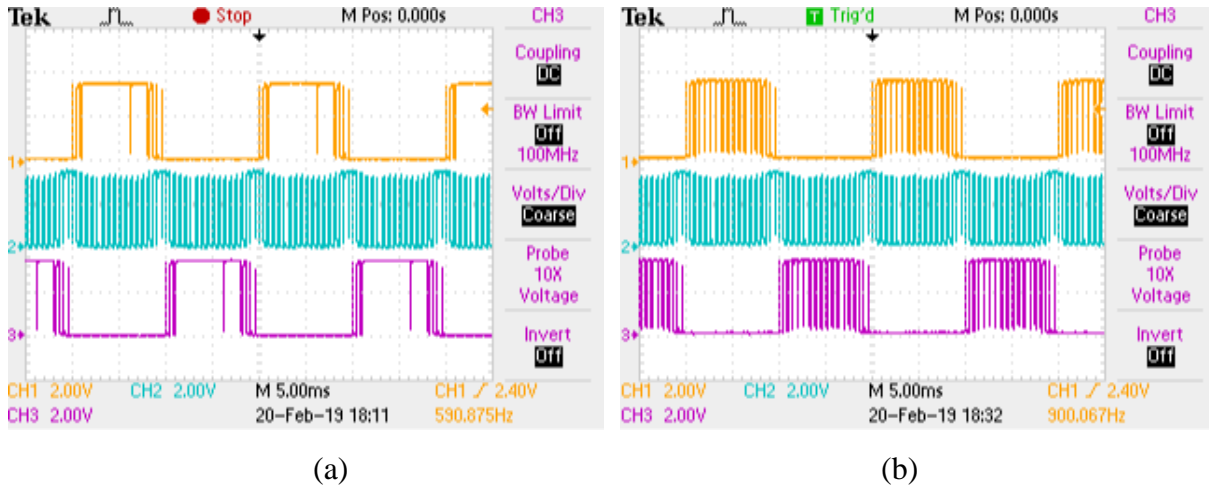 Tek Stop M Pos: 0.000s CH3
Coupling
DC
BW Limit
Off
100MHz
Volts/Div
Coarse
Probe
10X
Voltage
Invert
Off
1
2
3
CH1 2.00V CH2 2.00V M 5.00ms CH1 / 2.40V
CH3 2.00V 20-Feb-19 18:11 590.875Hz
(a)
Tek T Trig'd M Pos: 0.000s CH3
Coupling
DC
BW Limit
Off
100MHz
Volts/Div
Coarse
Probe
10X
Voltage
Invert
Off
1
2
3
CH1 2.00V CH2 2.00V M 5.00ms CH1 / 2.40V
CH3 2.00V 20-Feb-19 18:32 900.067Hz
(b)